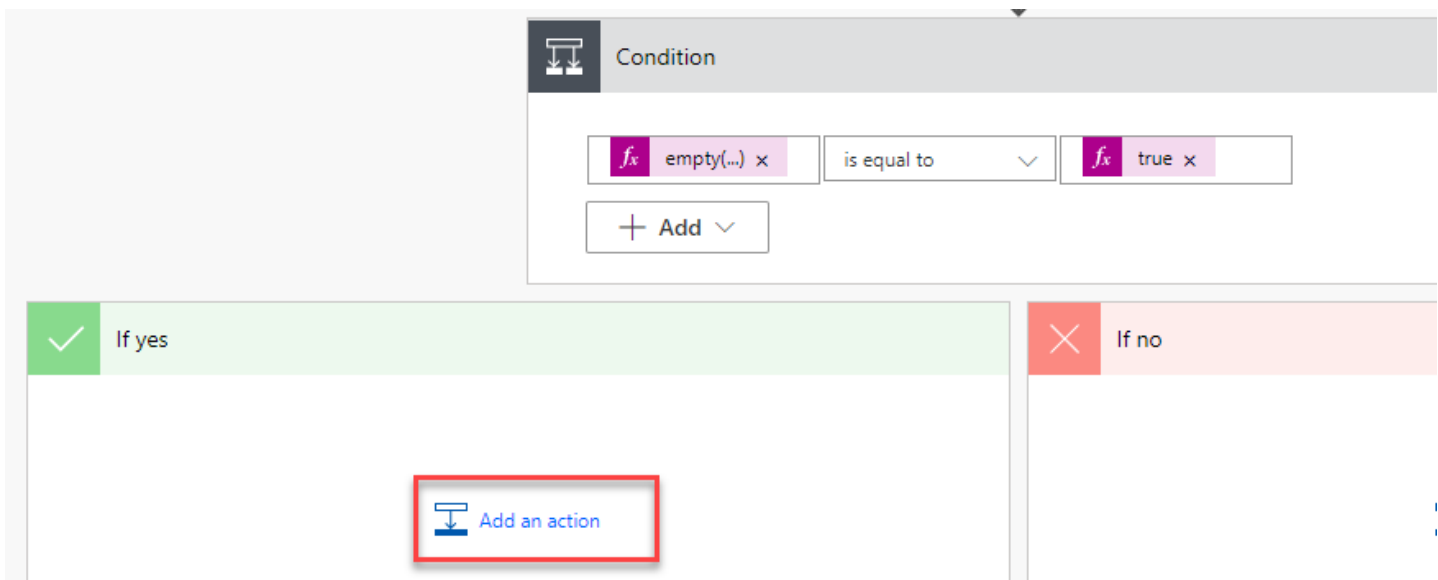 Condition
fx empty(...) × is equal to fx true ×
+ Add
If yes
If no
Add an action